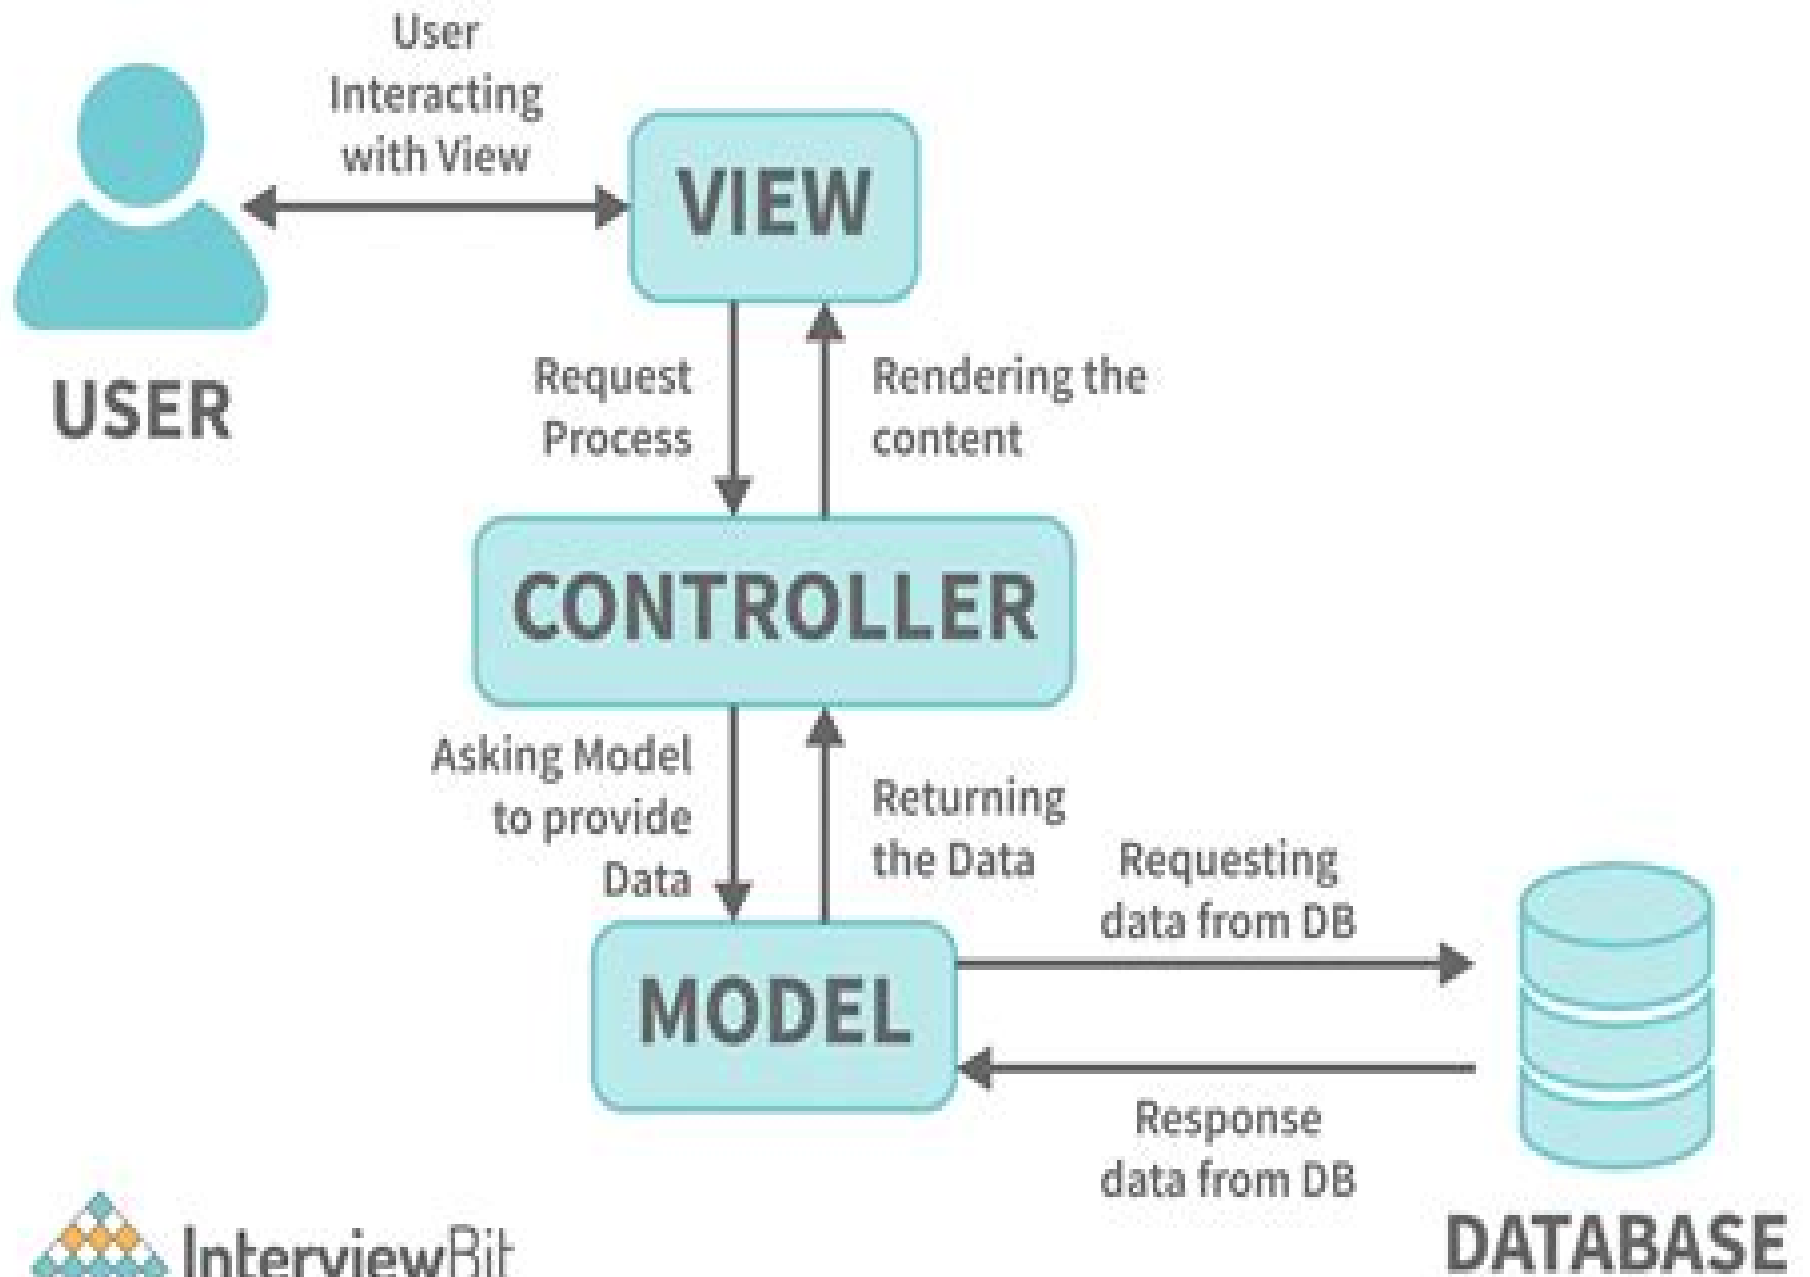 User
Interacting
with View
VIEW
USER
Request
Process
Rendering the
content
CONTROLLER
Asking Model
to provide
Data
Returning
the Data
Requesting
data from DB
MODEL
Response
data from DB
DATABASE
InterviewBit